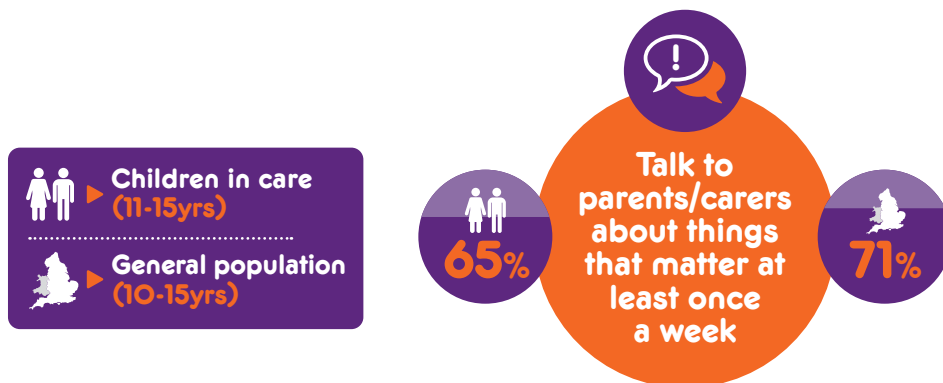 Children in care
(11-15yrs)
General population
(10-15yrs)
!
Talk to
parents/carers
about things
that matter at
least once
a week
65%
71%